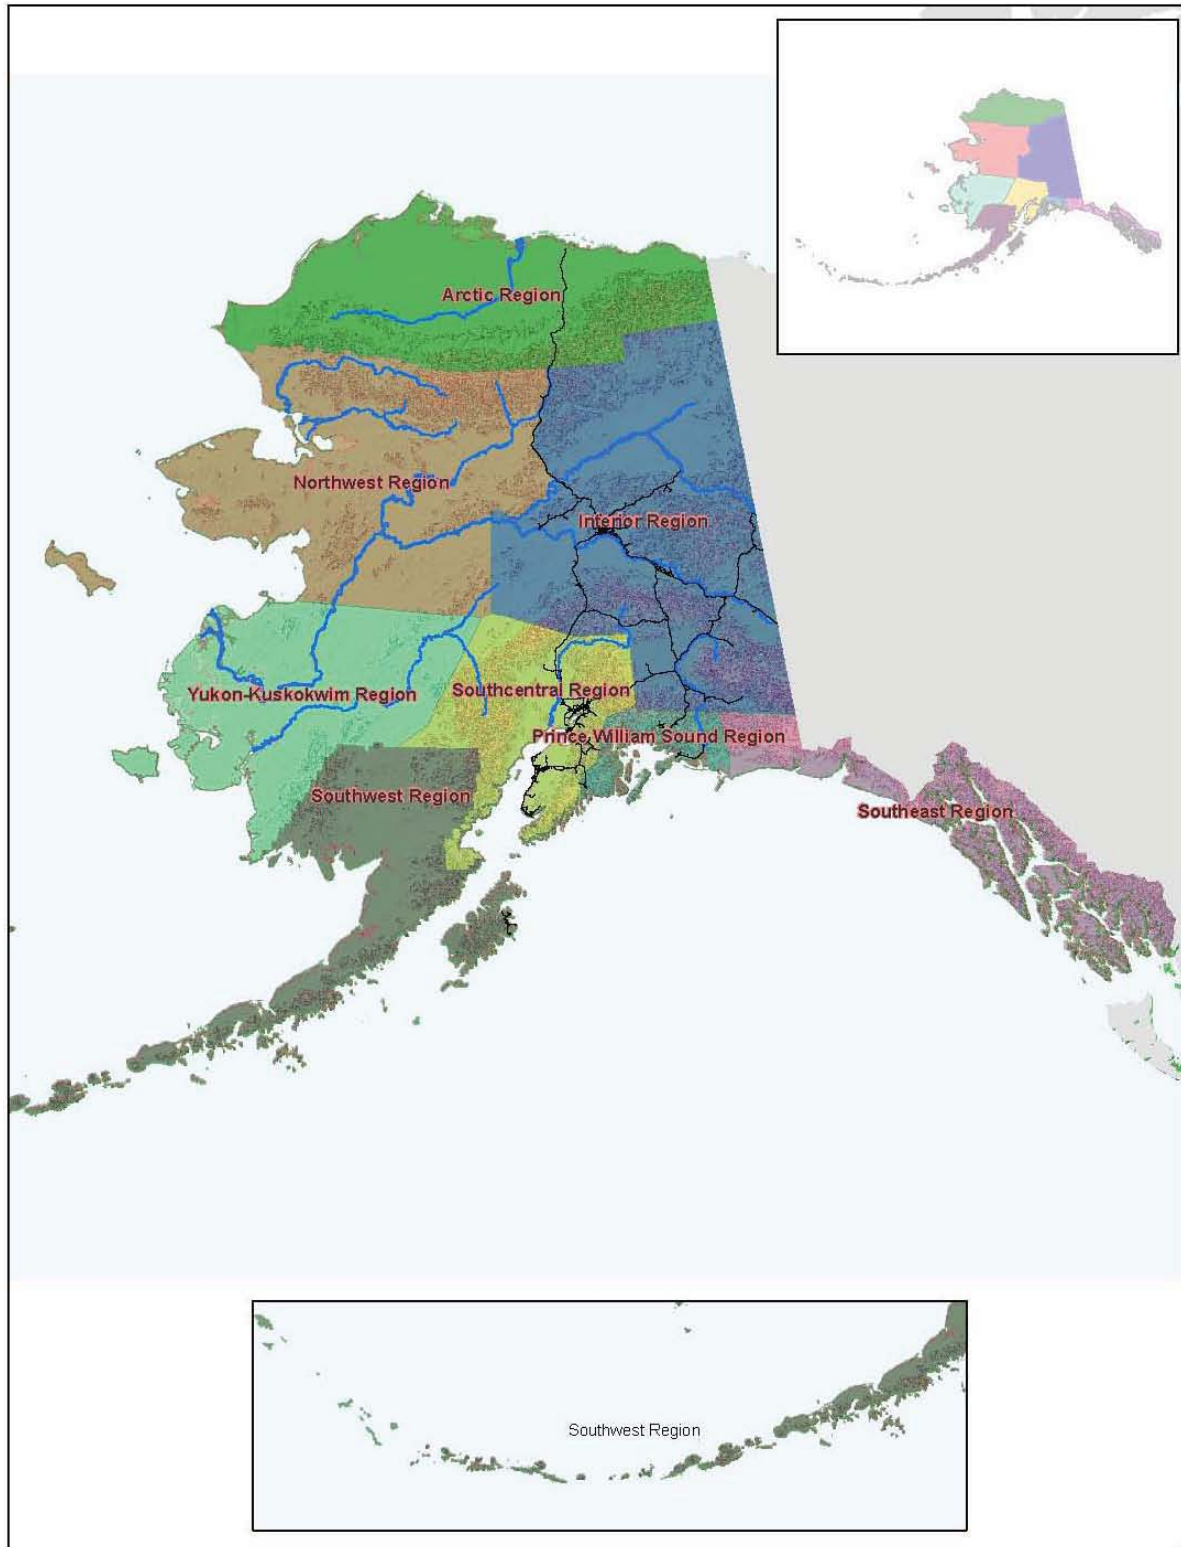 Arctic Region
Northwest Region
Interior Region
Yukon-Kuskokwim Region
Southcentral Region
Prince William Sound Region
Southwest Region
Southeast Region
Southwest Region